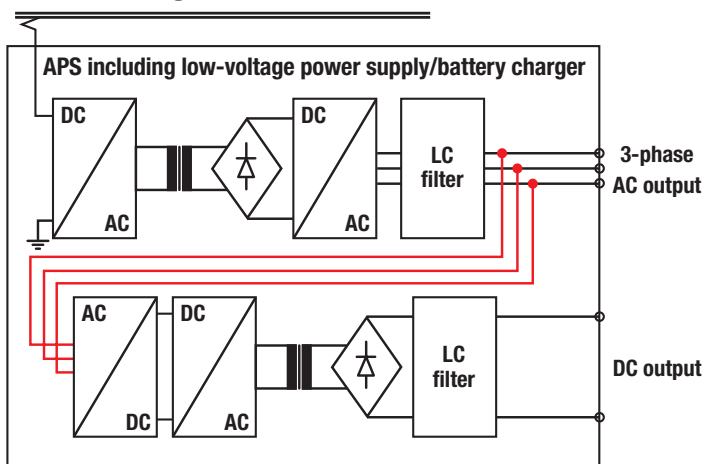 APS including low-voltage power supply/battery charger
DC
AC
DC
AC
LC
filter
3-phase
AC output
AC
DC
DC
AC
LC
filter
DC output